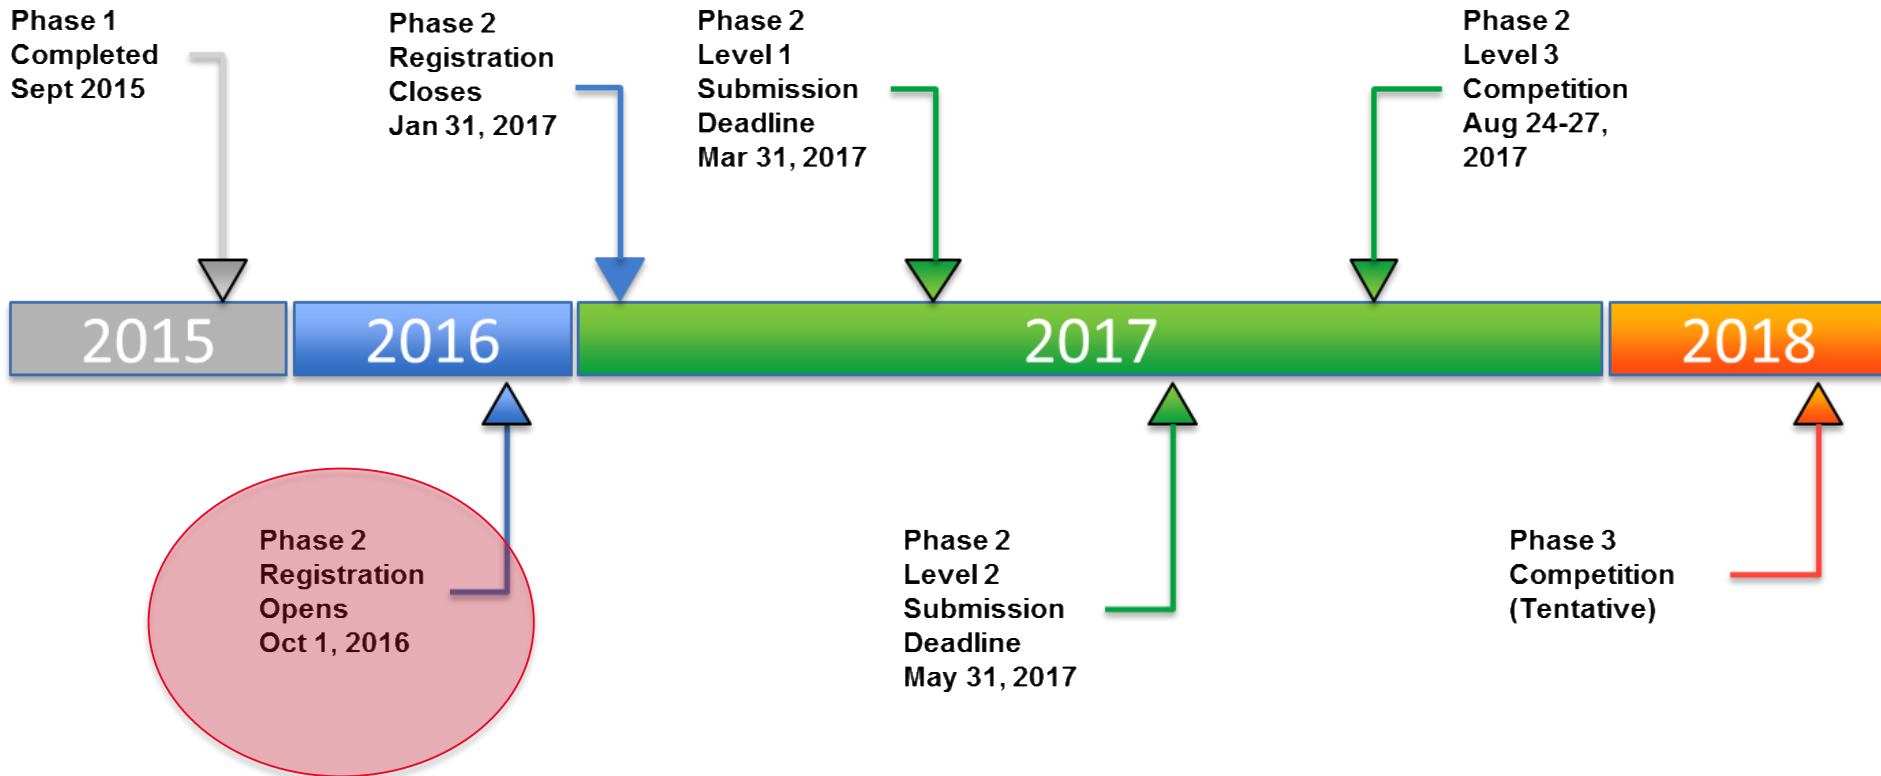 Phase 1
Completed
Sept 2015
Phase 2
Registration
Closes
Jan 31, 2017
Phase 2
Level 1
Submission
Deadline
Mar 31, 2017
Phase 2
Level 3
Competition
Aug 24-27,
2017
2015
2016
2017
2018
Phase 2
Registration
Opens
Oct 1, 2016
Phase 2
Level 2
Submission
Deadline
May 31, 2017
Phase 3
Competition
(Tentative)